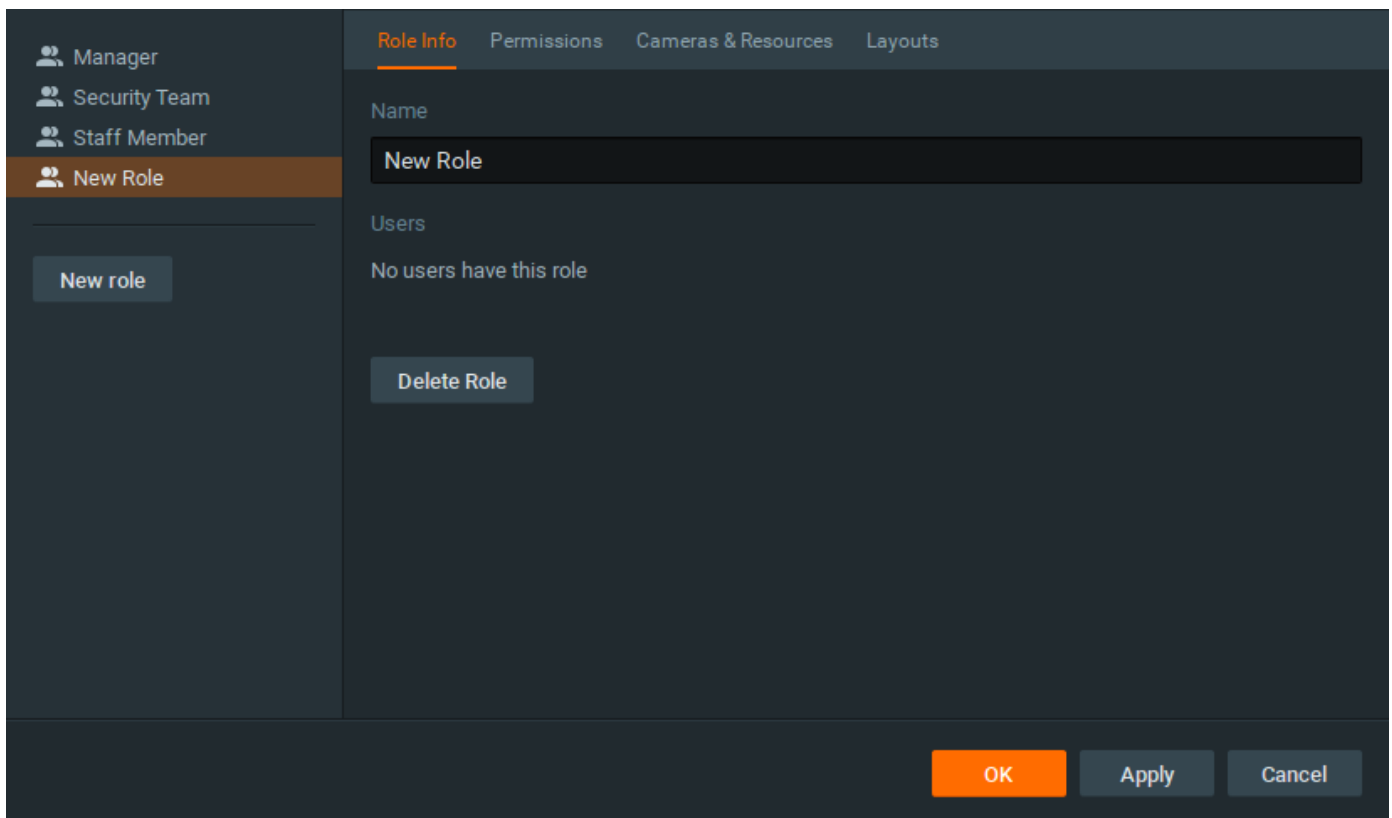 Manager
Security Team
Staff Member
New Role
New role
Role Info Permissions Cameras & Resources Layouts
Name
New Role
Users
No users have this role
Delete Role
OK Apply Cancel